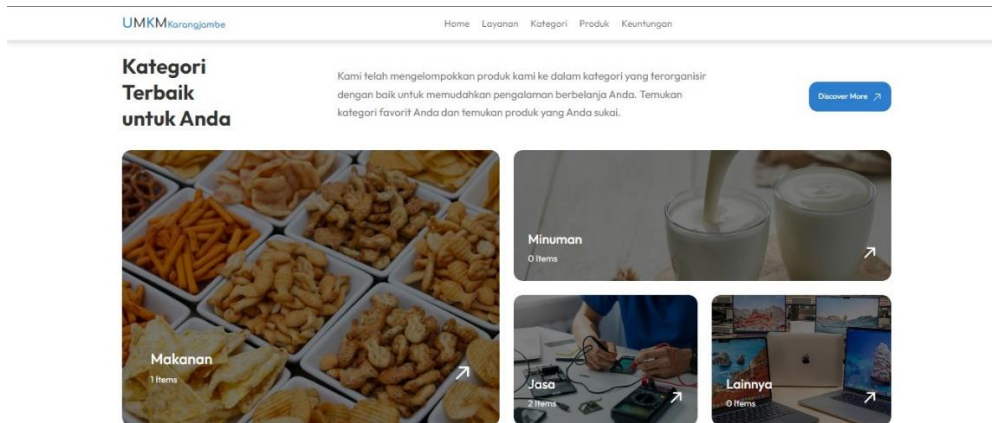 UMKMKarangjambe
Home Layanan Kategori Produk Keuntungan
Kategori
Terbaik
untuk Anda
Kami telah mengelompokkan produk kami ke dalam kategori yang terorganisir
dengan baik untuk memudahkan pengalaman berbelanja Anda. Temukan
kategori favorit Anda dan temukan produk yang Anda sukai.
Discover More
Makanan
1 Items
Minuman
0 Items
Jasa
2 Items
Lainnya
0 Items